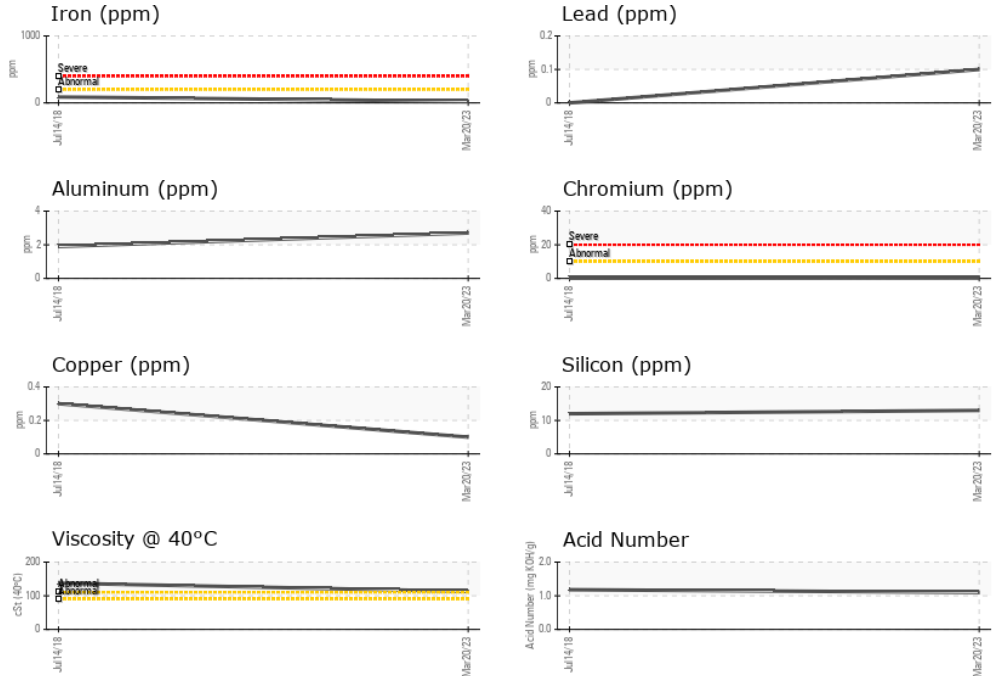 Iron (ppm)
1000
0
ppm
Severe
Abnormal
Jul14/18
Mar20/23
Lead (ppm)
0.2
0.1
0
ppm
Jul14/18
Mar20/23
Aluminum (ppm)
4
2
0
ppm
Jul14/18
Mar20/23
Chromium (ppm)
40
20
0
ppm
Severe
Abnormal
Jul14/18
Mar20/23
Copper (ppm)
0.4
0.2
0
ppm
Jul14/18
Mar20/23
Silicon (ppm)
20
10
0
ppm
Jul14/18
Mar20/23
Viscosity @ 40°C
200
100
0
cSt (40°C)
Abnormal
Abnormal
Jul14/18
Mar20/23
Acid Number
2.0
1.0
0.0
Acid Number (mg KOH/g)
Jul14/18
Mar20/23